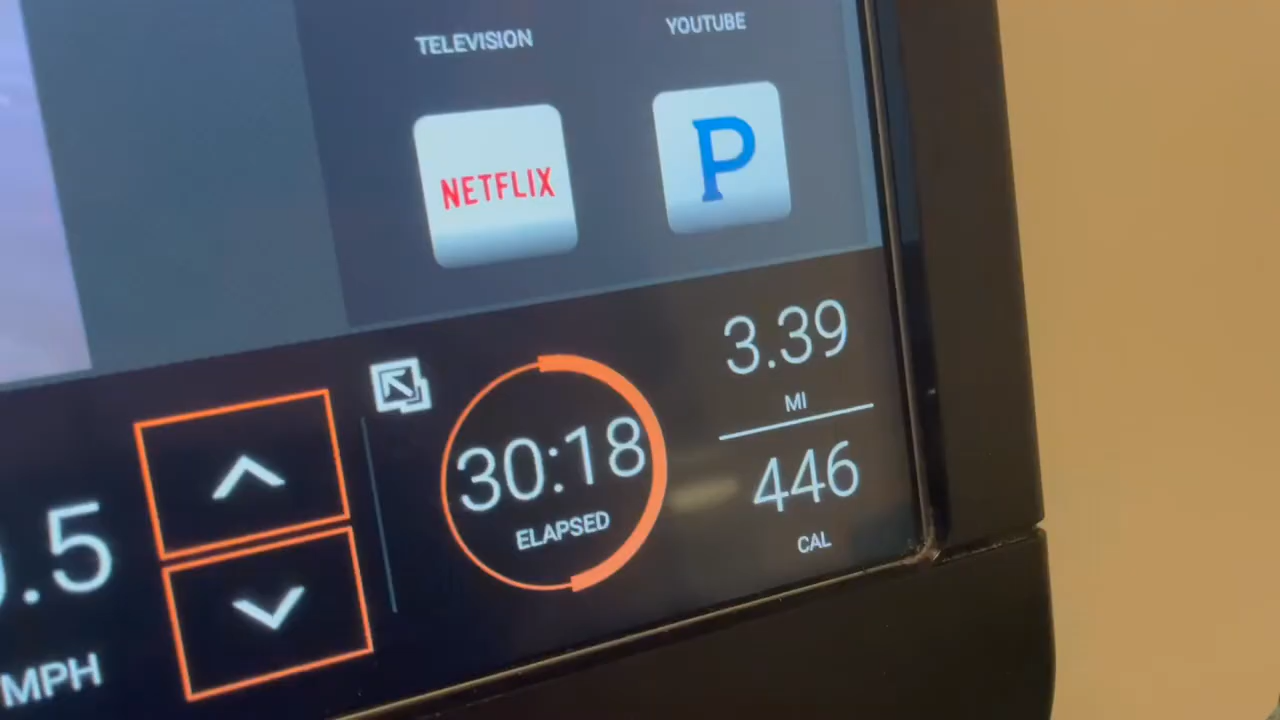 TELEVISION
YOUTUBE
NETFLIX
P
3.39
MI
30:18
ELAPSED
446
CAL
.5
MPH